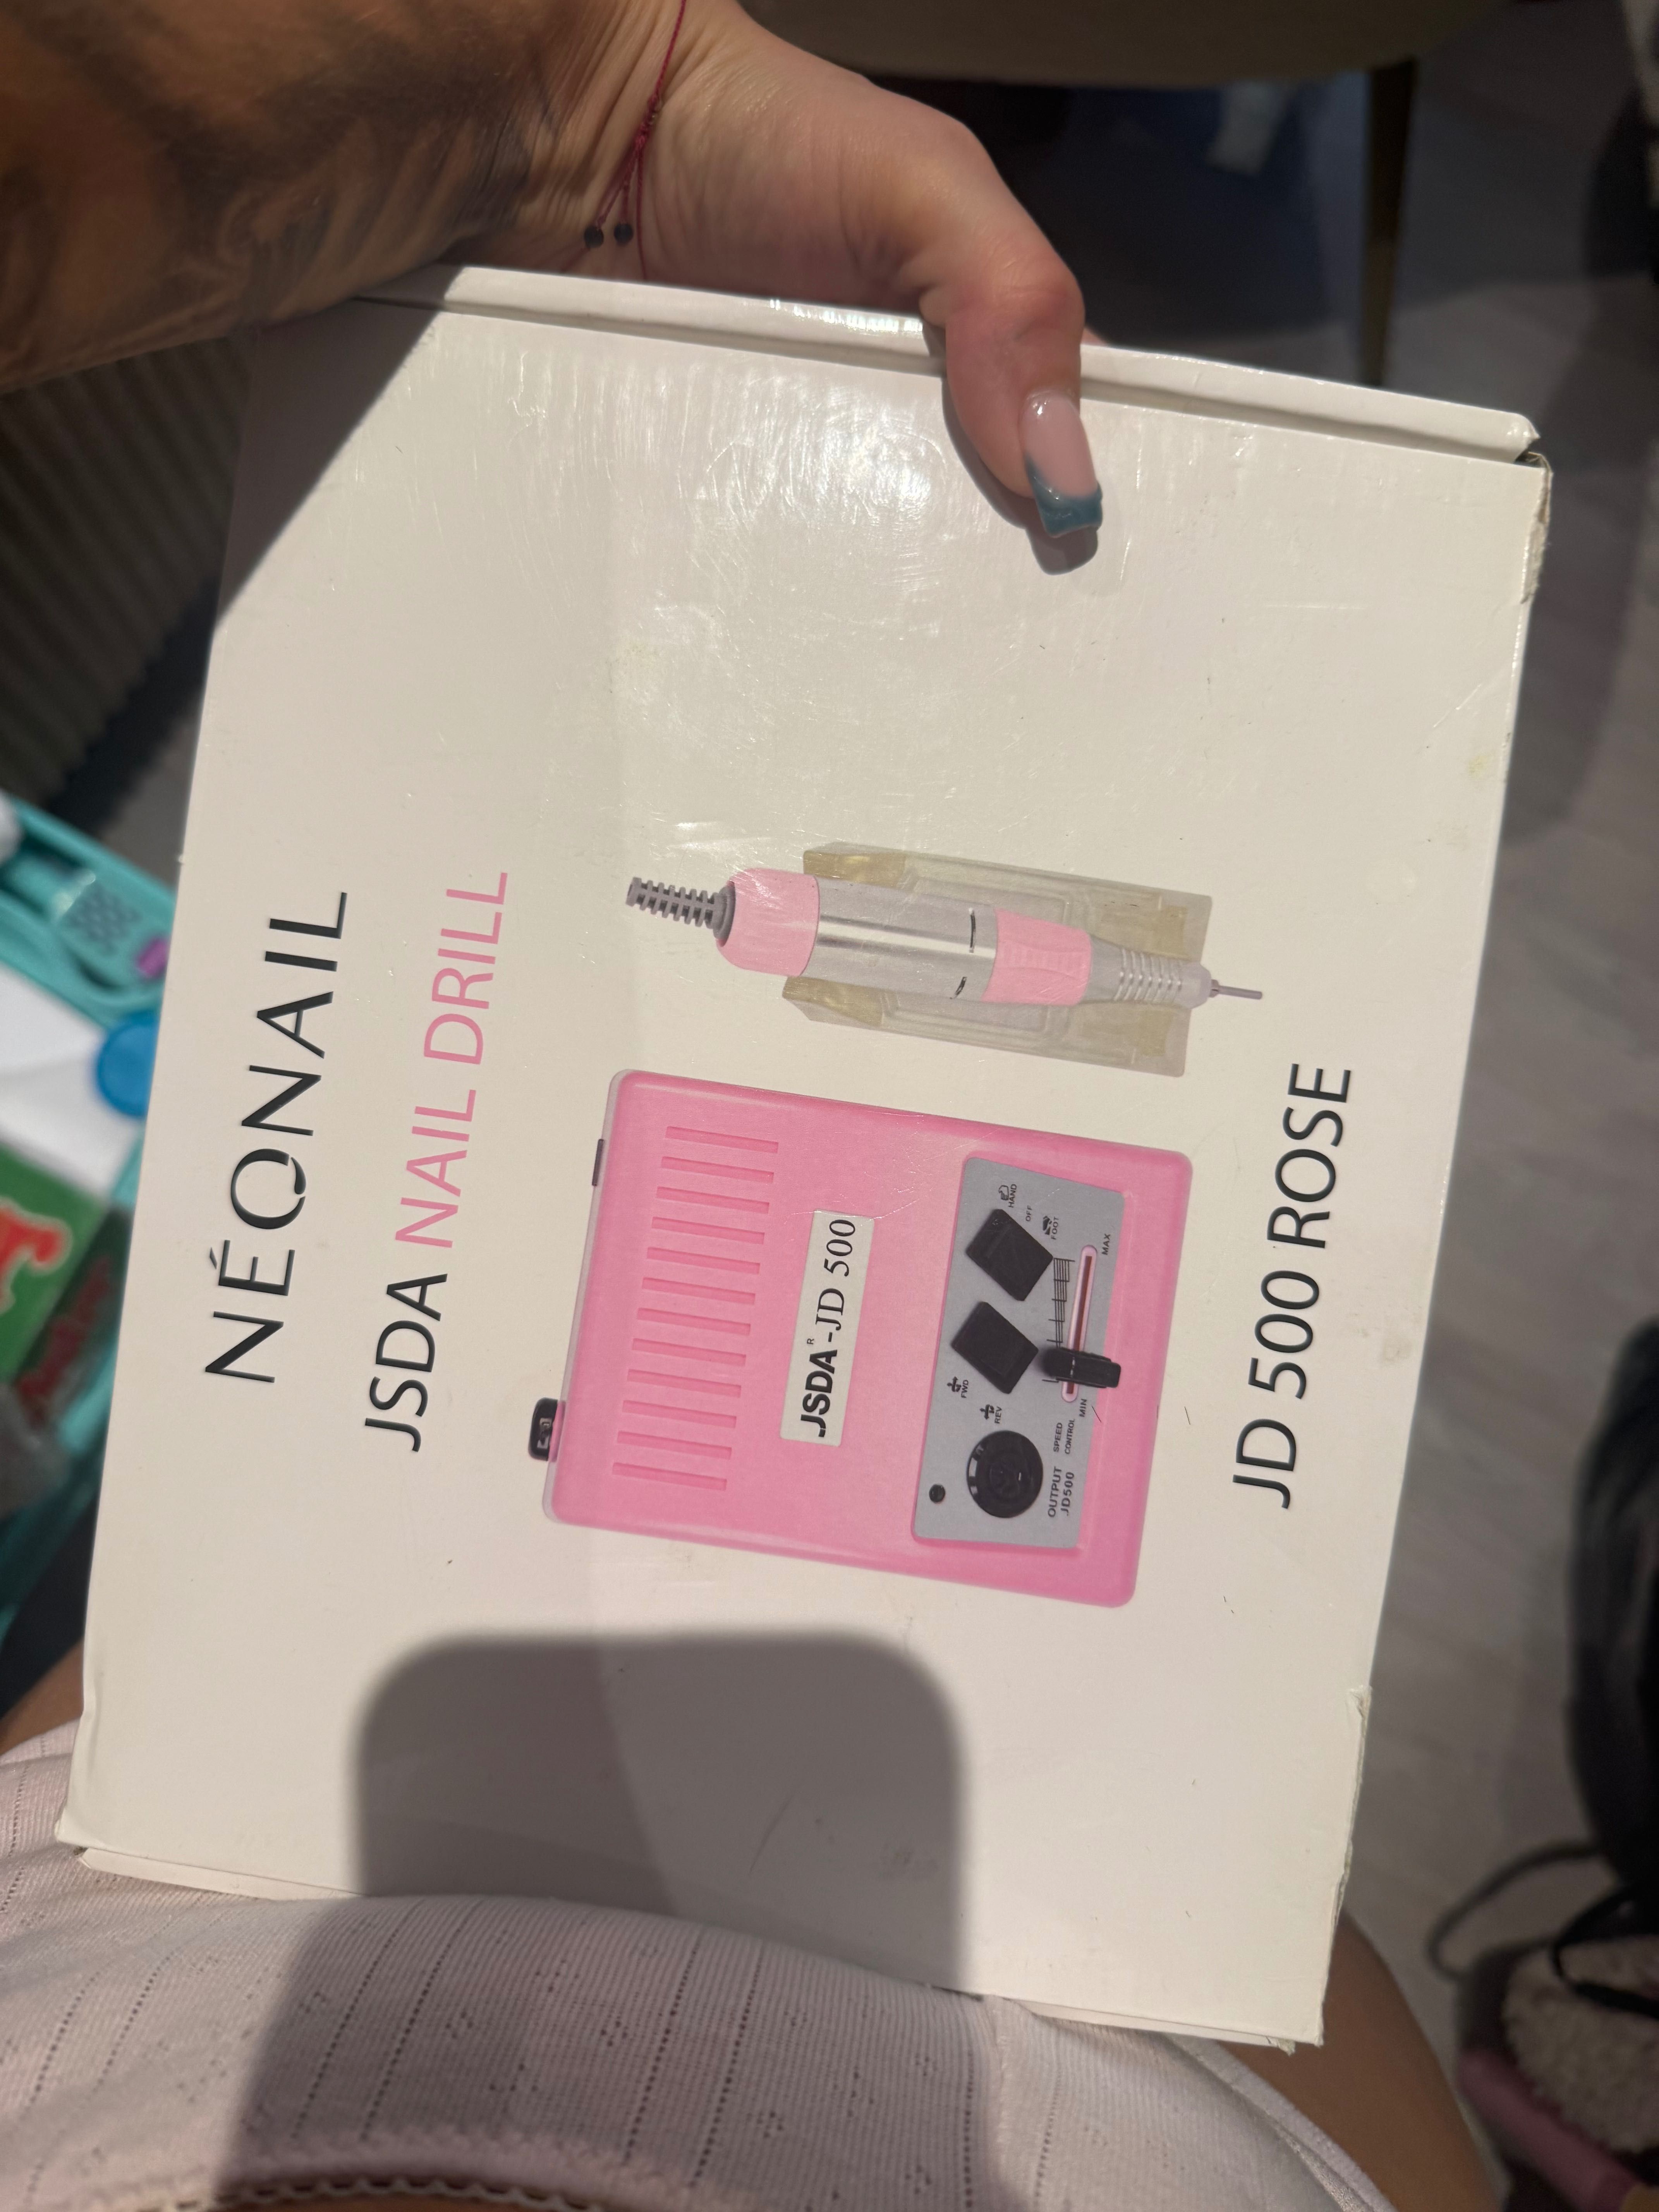 NÉONAIL
JSDA NAIL DRILL
JSDA® -JD 500
HAND
OFF
FOOT
FWD
REV
MAX
MIN
SPEED
CONTROL
OUTPUT
JD500
JD 500 ROSE